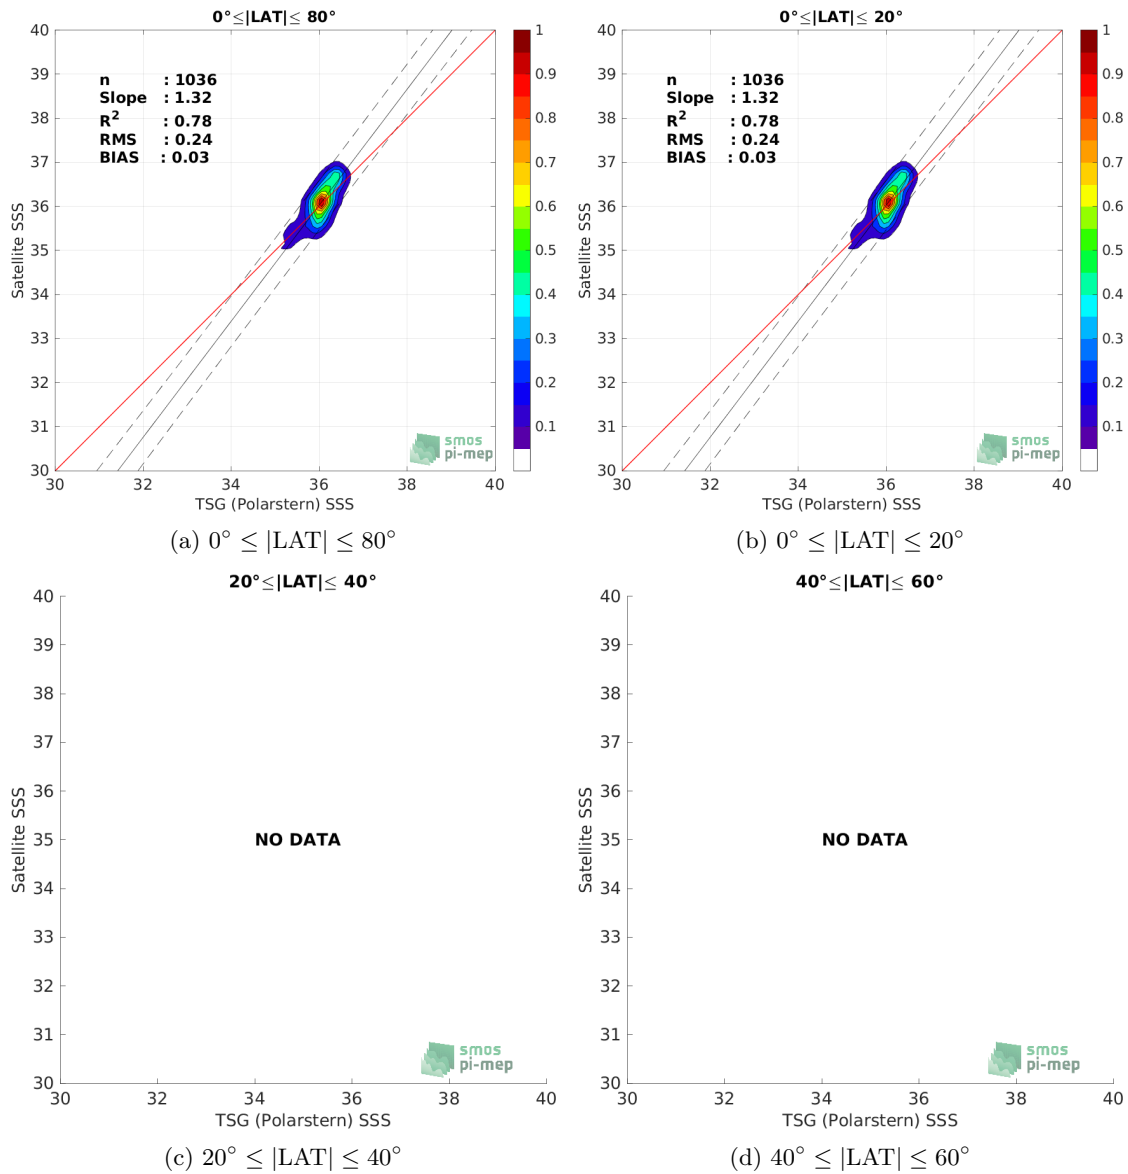 0°≤|LAT|≤ 80°
40
39
38
37
36
35
34
33
32
31
30
n : 1036
Slope : 1.32
R² : 0.78
RMS : 0.24
BIAS : 0.03
Satellite SSS
smos
pi-mep
30 32 34 36 38 40
TSG (Polarstern) SSS
1
0.9
0.8
0.7
0.6
0.5
0.4
0.3
0.2
0.1
(a) 0° ≤ |LAT| ≤ 80°
0°≤|LAT|≤ 20°
40
39
38
37
36
35
34
33
32
31
30
n : 1036
Slope : 1.32
R² : 0.78
RMS : 0.24
BIAS : 0.03
Satellite SSS
smos
pi-mep
30 32 34 36 38 40
TSG (Polarstern) SSS
1
0.9
0.8
0.7
0.6
0.5
0.4
0.3
0.2
0.1
(b) 0° ≤ |LAT| ≤ 20°
20°≤|LAT|≤ 40°
40
39
38
37
36
35
34
33
32
31
30
Satellite SSS
NO DATA
smos
pi-mep
30 32 34 36 38 40
TSG (Polarstern) SSS
(c) 20° ≤ |LAT| ≤ 40°
40°≤|LAT|≤ 60°
40
39
38
37
36
35
34
33
32
31
30
Satellite SSS
NO DATA
smos
pi-mep
30 32 34 36 38 40
TSG (Polarstern) SSS
(d) 40° ≤ |LAT| ≤ 60°